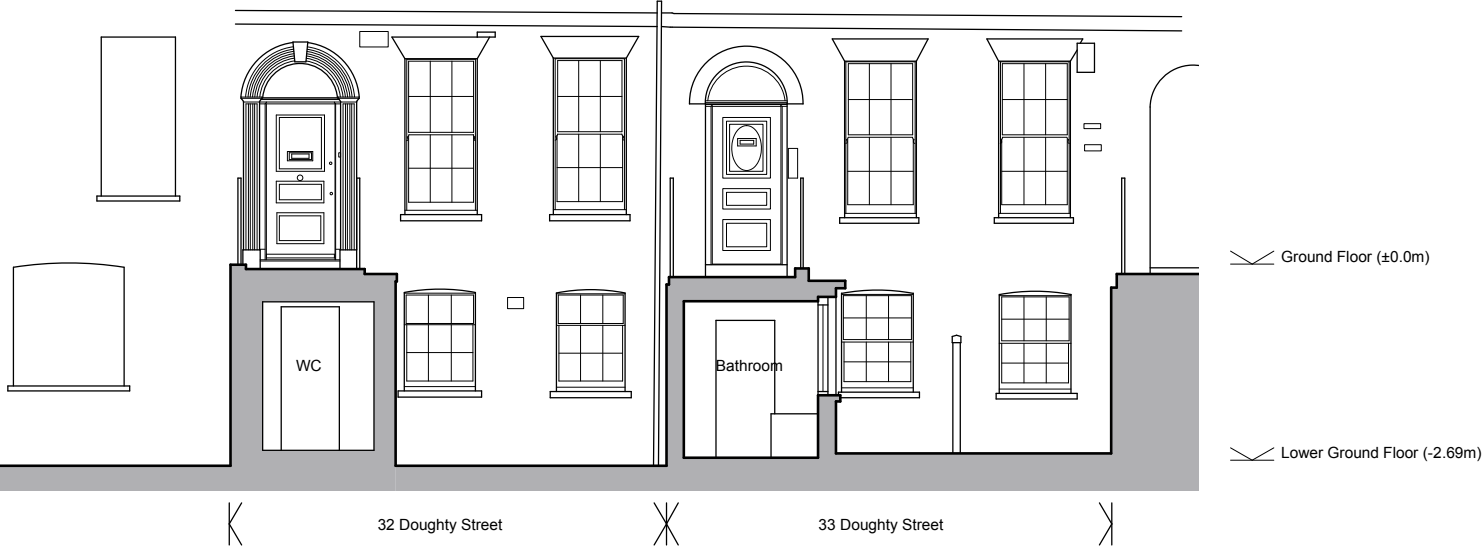 Ground Floor (±0.0m)
WC
Bathroom
Lower Ground Floor (-2.69m)
32 Doughty Street
33 Doughty Street